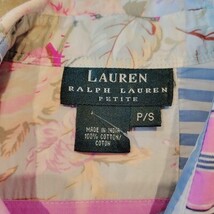 LAUREN
RALPH LAUREN
PETITE
P/S
MADE IN INDIA
100% COTTON/
COTON